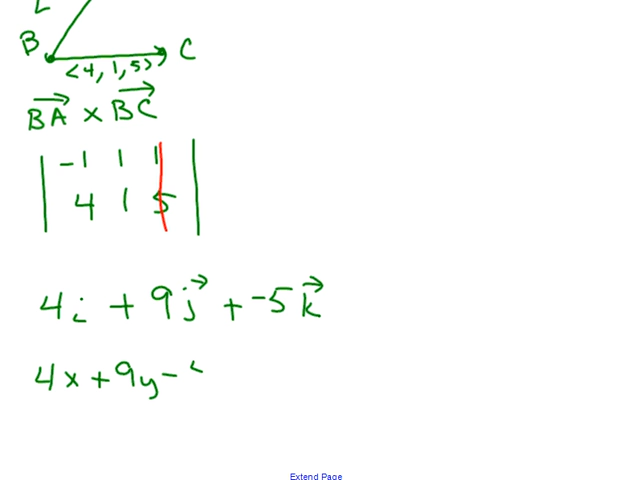 B
C
<4, 1, 5>
BA × BC
-1 1 1
4 1 5
4i + 9j + -5k
4x + 9y -
Extend Page